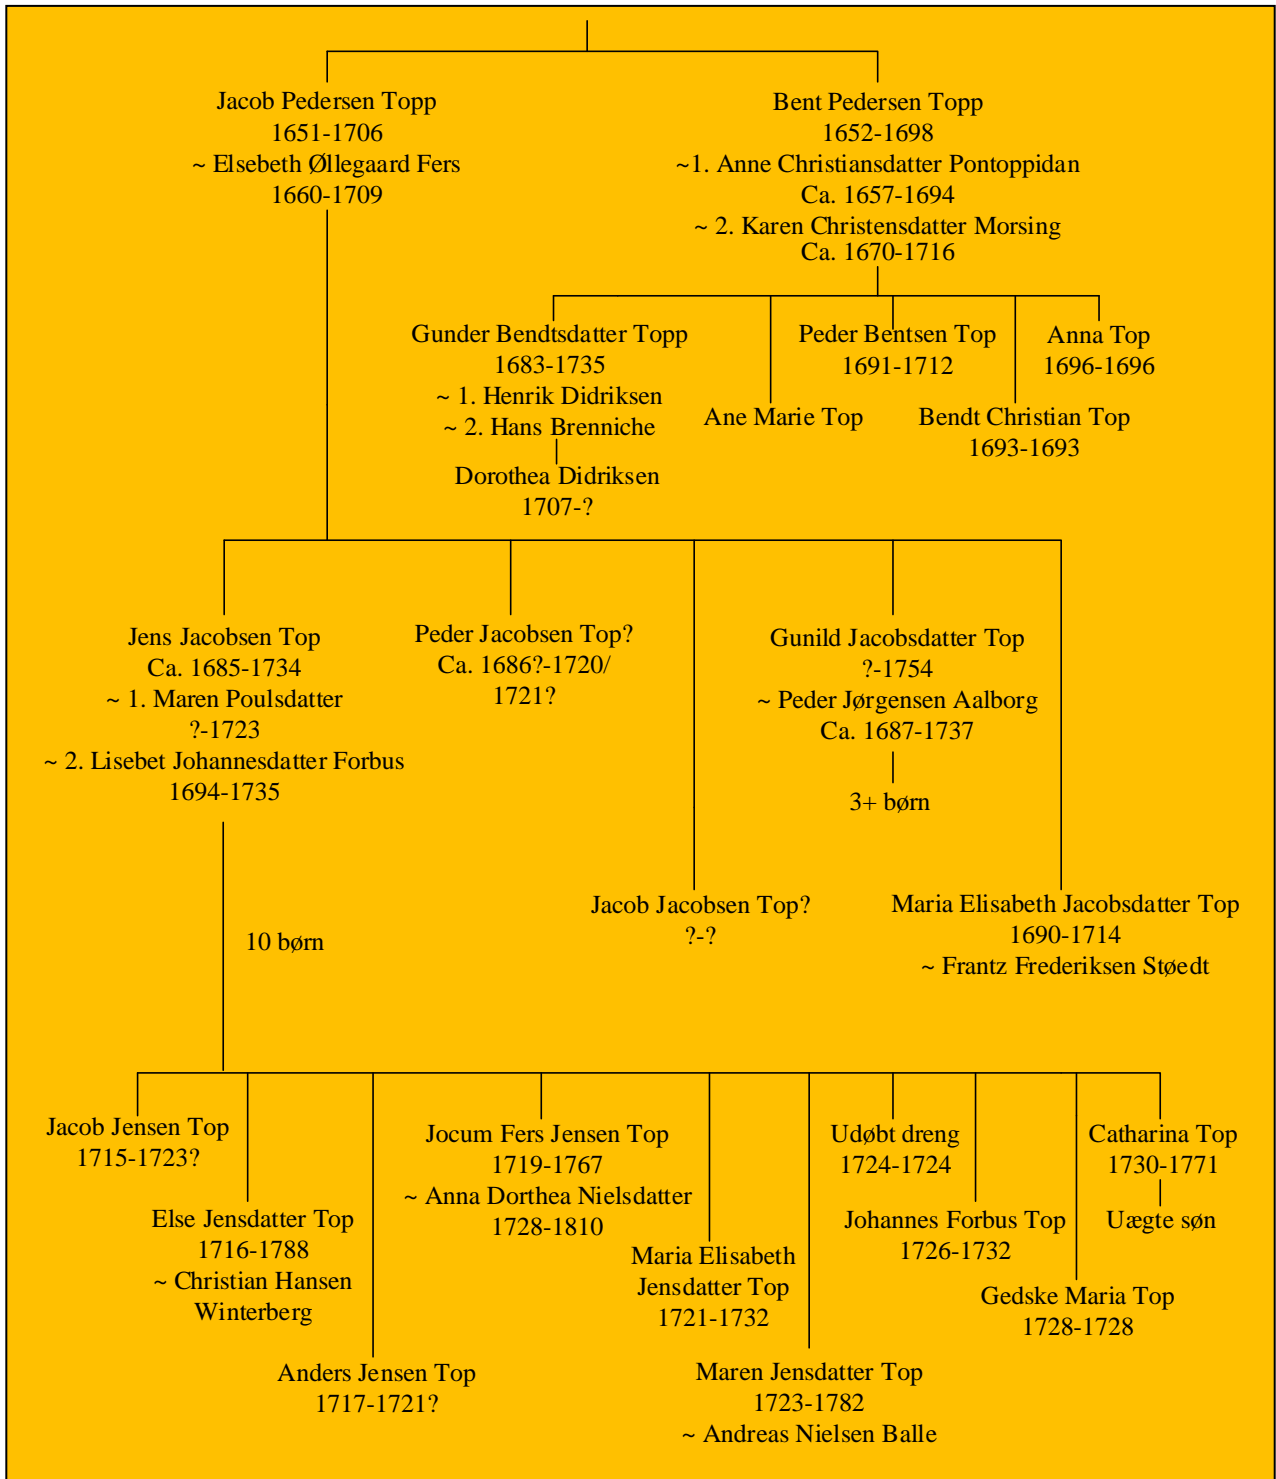 Jacob Pedersen Topp
1651-1706
~ Elsebeth Øllegaard Fers
1660-1709
Bent Pedersen Topp
1652-1698
~1. Anne Christiansdatter Pontoppidan
Ca. 1657-1694
~ 2. Karen Christensdatter Morsing
Ca. 1670-1716
Gunder Bendtsdatter Topp
1683-1735
~ 1. Henrik Didriksen
~ 2. Hans Brenniche
Dorothea Didriksen
1707-?
Ane Marie Top
Peder Bentsen Top
1691-1712
Bendt Christian Top
1693-1693
Anna Top
1696-1696
Jens Jacobsen Top
Ca. 1685-1734
~ 1. Maren Poulsdatter
?-1723
~ 2. Lisebet Johannesdatter Forbus
1694-1735
Peder Jacobsen Top?
Ca. 1686?-1720/
1721?
Jacob Jacobsen Top?
?-?
Gunild Jacobsdatter Top
?-1754
~ Peder Jørgensen Aalborg
Ca. 1687-1737
3+ børn
Maria Elisabeth Jacobsdatter Top
1690-1714
~ Frantz Frederiksen Støedt
10 børn
Jacob Jensen Top
1715-1723?
Else Jensdatter Top
1716-1788
~ Christian Hansen
Winterberg
Anders Jensen Top
1717-1721?
Jocum Fers Jensen Top
1719-1767
~ Anna Dorthea Nielsdatter
1728-1810
Maria Elisabeth
Jensdatter Top
1721-1732
Maren Jensdatter Top
1723-1782
~ Andreas Nielsen Balle
Udøbt dreng
1724-1724
Johannes Forbus Top
1726-1732
Gedske Maria Top
1728-1728
Catharina Top
1730-1771
Uægte søn